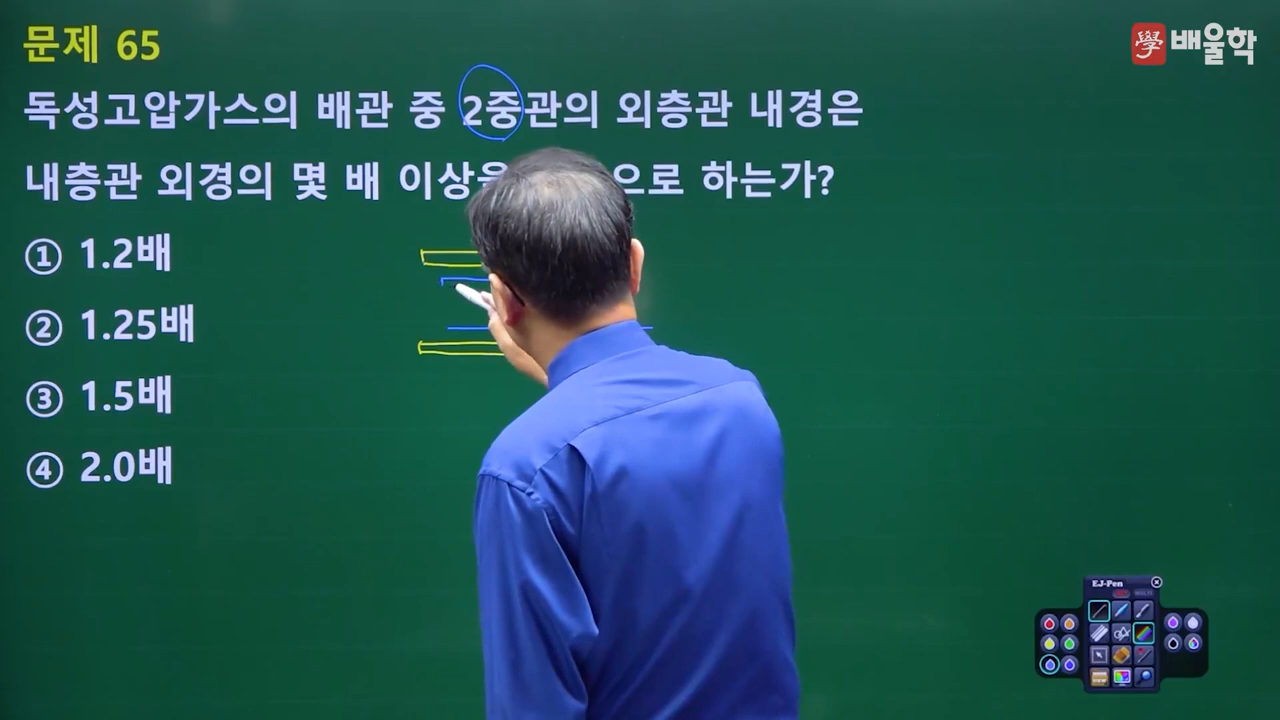 문제 65
學 배울학
독성고압가스의 배관 중 2중관의 외층관 내경은
내층관 외경의 몇 배 이상을 으로 하는가?
① 1.2배
② 1.25배
③ 1.5배
④ 2.0배
EJ-Pen